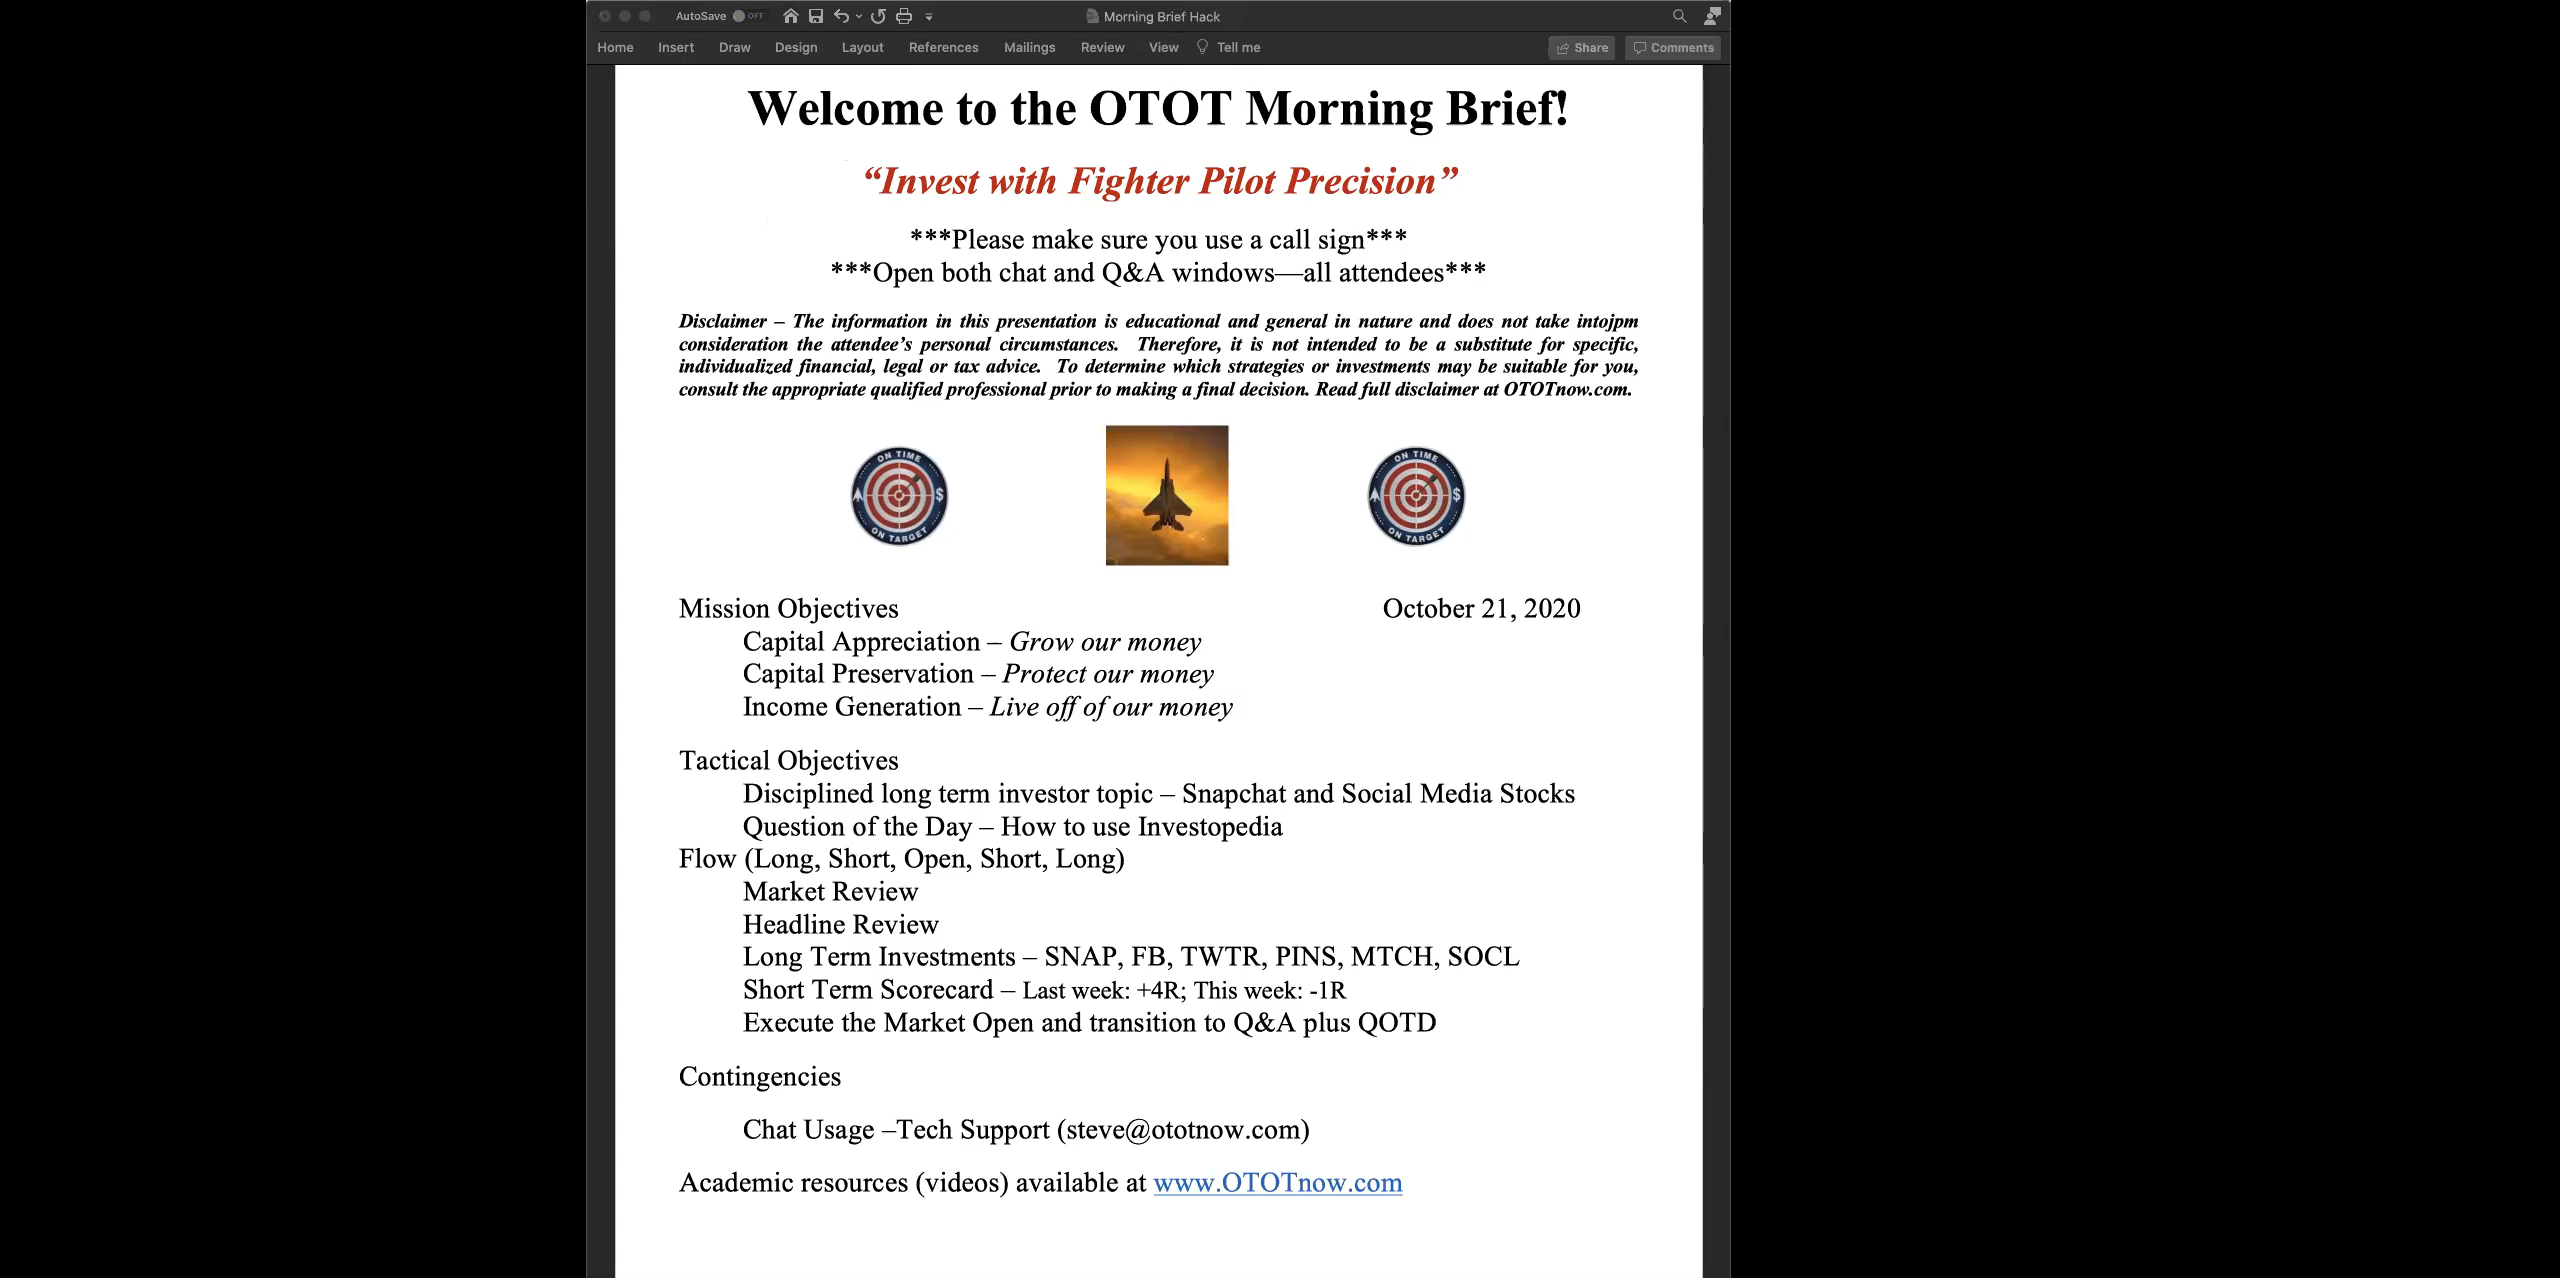 AutoSave OFF Morning Brief Hack
Home Insert Draw Design Layout References Mailings Review View Tell me Share Comments
Welcome to the OTOT Morning Brief!
“Invest with Fighter Pilot Precision”
***Please make sure you use a call sign***
***Open both chat and Q&A windows—all attendees***
Disclaimer – The information in this presentation is educational and general in nature and does not take intojpm
consideration the attendee’s personal circumstances. Therefore, it is not intended to be a substitute for specific,
individualized financial, legal or tax advice. To determine which strategies or investments may be suitable for you,
consult the appropriate qualified professional prior to making a final decision. Read full disclaimer at OTOTnow.com.
ON TIME
$
ON TARGET
ON TIME
$
ON TARGET
Mission Objectives October 21, 2020
Capital Appreciation – Grow our money
Capital Preservation – Protect our money
Income Generation – Live off of our money
Tactical Objectives
Disciplined long term investor topic – Snapchat and Social Media Stocks
Question of the Day – How to use Investopedia
Flow (Long, Short, Open, Short, Long)
Market Review
Headline Review
Long Term Investments – SNAP, FB, TWTR, PINS, MTCH, SOCL
Short Term Scorecard – Last week: +4R; This week: -1R
Execute the Market Open and transition to Q&A plus QOTD
Contingencies
Chat Usage –Tech Support (steve@ototnow.com)
Academic resources (videos) available at www.OTOTnow.com